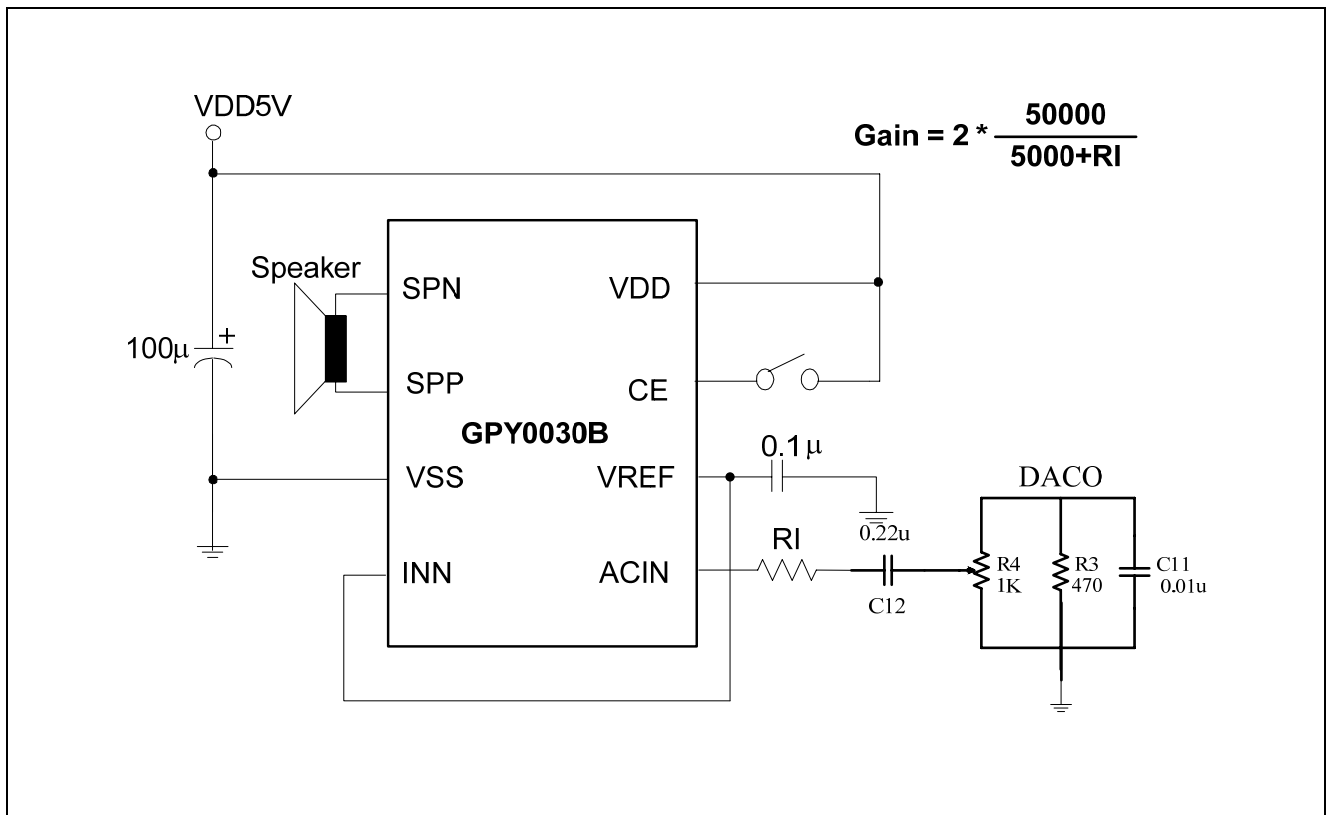 VDD5V
Gain = 2 * 50000
5000+RI
Speaker
SPN
VDD
100μ
+
SPP
CE
GPY0030B
0.1μ
VSS
VREF
DACO
0.22u
RI
INN
ACIN
C12
R4
1K
R3
470
C11
0.01u